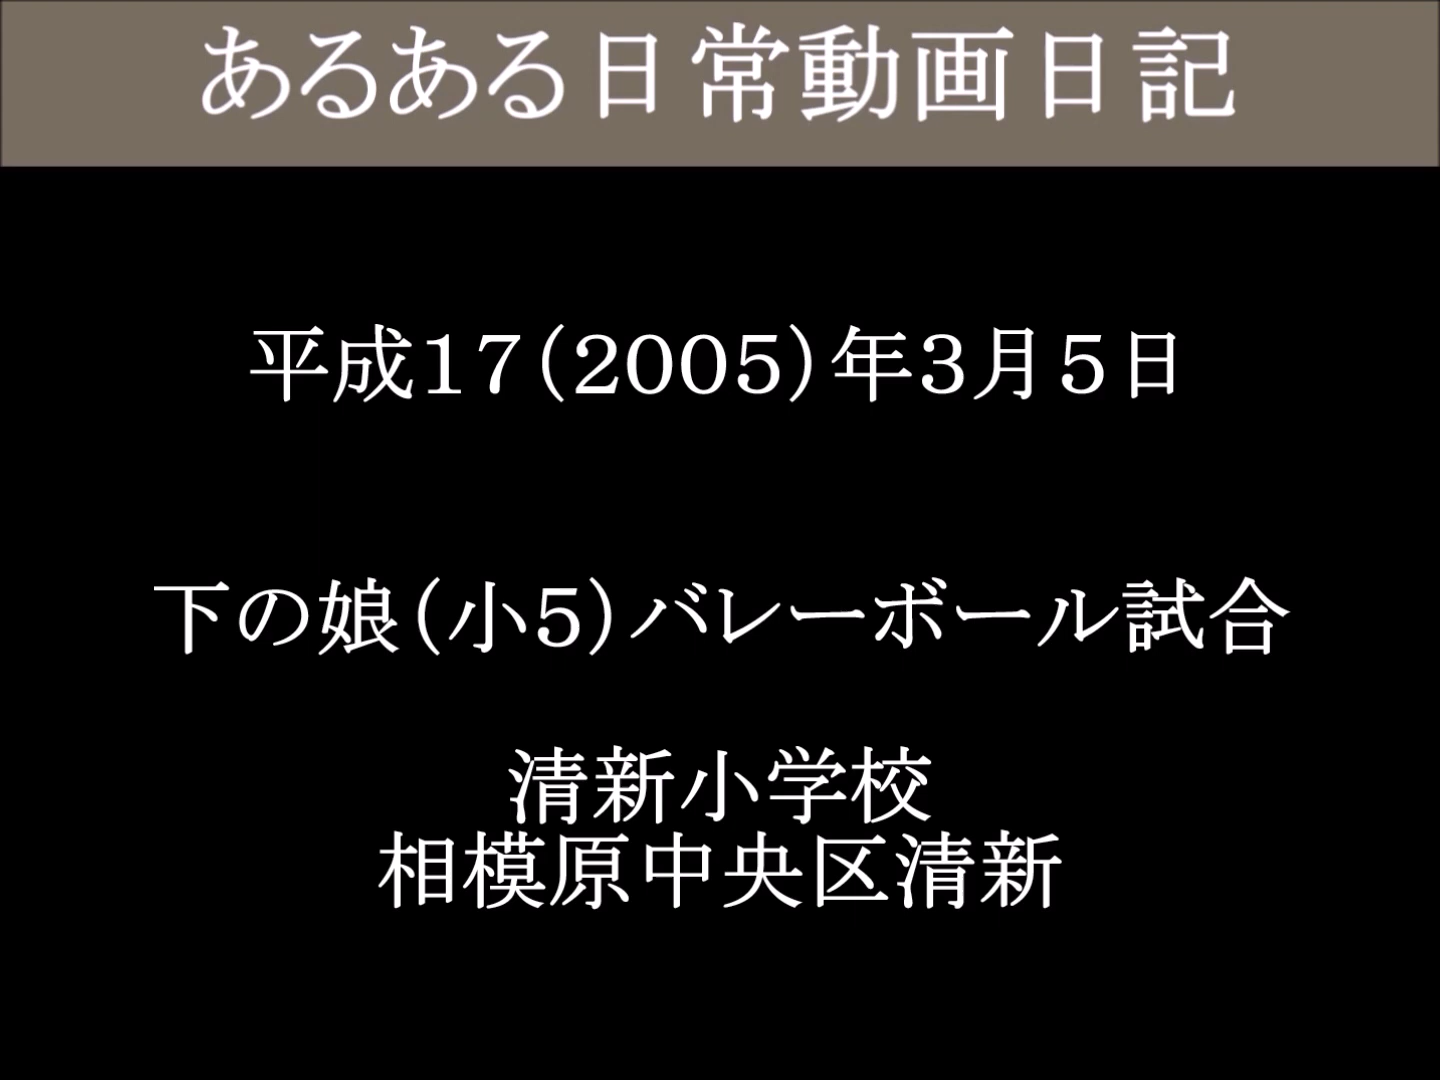 あるある日常動画日記
平成１７（２００５）年３月５日
下の娘（小５）バレーボール試合
清新小学校
相模原中央区清新